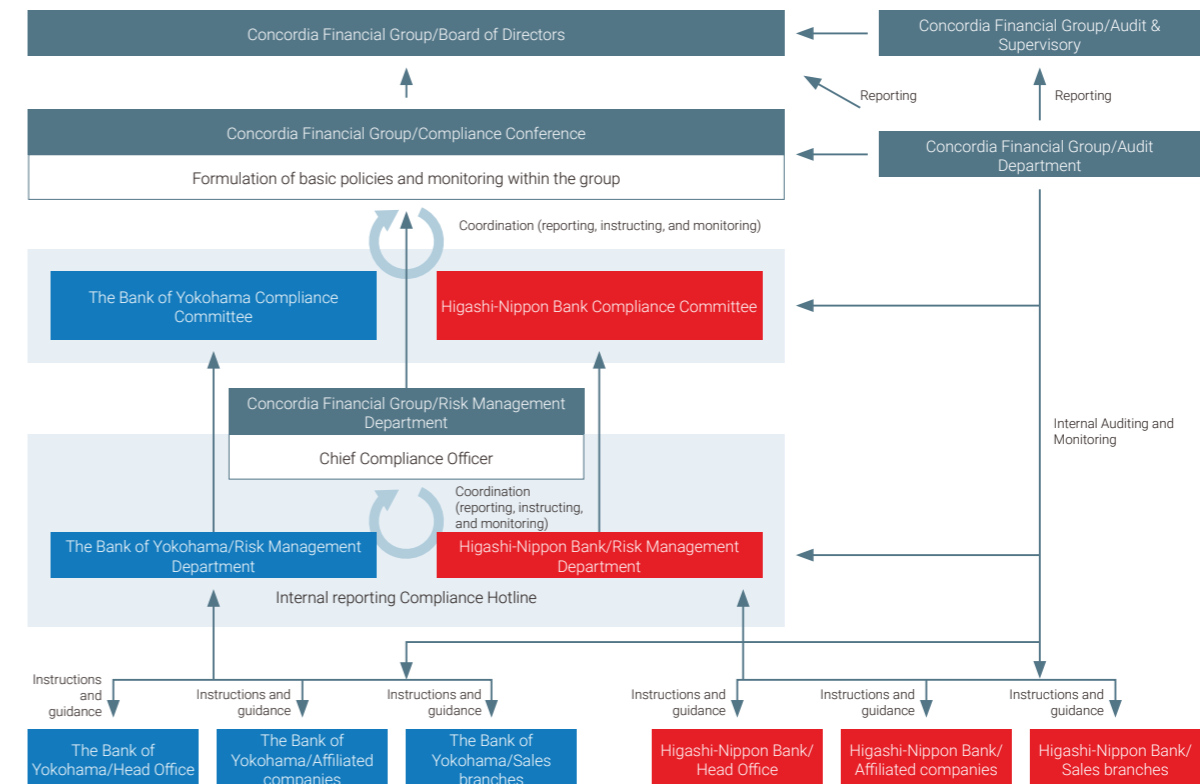 Concordia Financial Group/Board of Directors
Concordia Financial Group/Audit &
Supervisory
Reporting
Reporting
Concordia Financial Group/Compliance Conference
Formulation of basic policies and monitoring within the group
Concordia Financial Group/Audit
Department
Coordination (reporting, instructing, and monitoring)
The Bank of Yokohama Compliance
Committee
Higashi-Nippon Bank Compliance Committee
Concordia Financial Group/Risk Management
Department
Chief Compliance Officer
Internal Auditing and
Monitoring
Coordination
(reporting, instructing,
and monitoring)
The Bank of Yokohama/Risk Management
Department
Higashi-Nippon Bank/Risk Management
Department
Internal reporting Compliance Hotline
Instructions
and
guidance
Instructions and
guidance
Instructions and
guidance
Instructions and
guidance
Instructions and
guidance
Instructions and
guidance
The Bank of
Yokohama/Head Office
The Bank of
Yokohama/Affiliated
companies
The Bank of
Yokohama/Sales
branches
Higashi-Nippon Bank/
Head Office
Higashi-Nippon Bank/
Affiliated companies
Higashi-Nippon Bank/
Sales branches